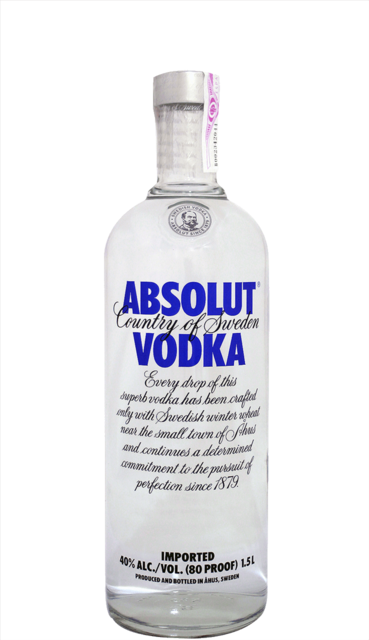 ABSOLUT®
Country of Sweden
VODKA
Every drop of this
superb vodka has been crafted
only with Swedish winter wheat
near the small town of Åhus
and continues a determined
commitment to the pursuit of
perfection since 1879.
IMPORTED
40% ALC./VOL. (80 PROOF) 1.5 L
PRODUCED AND BOTTLED IN ÅHUS, SWEDEN